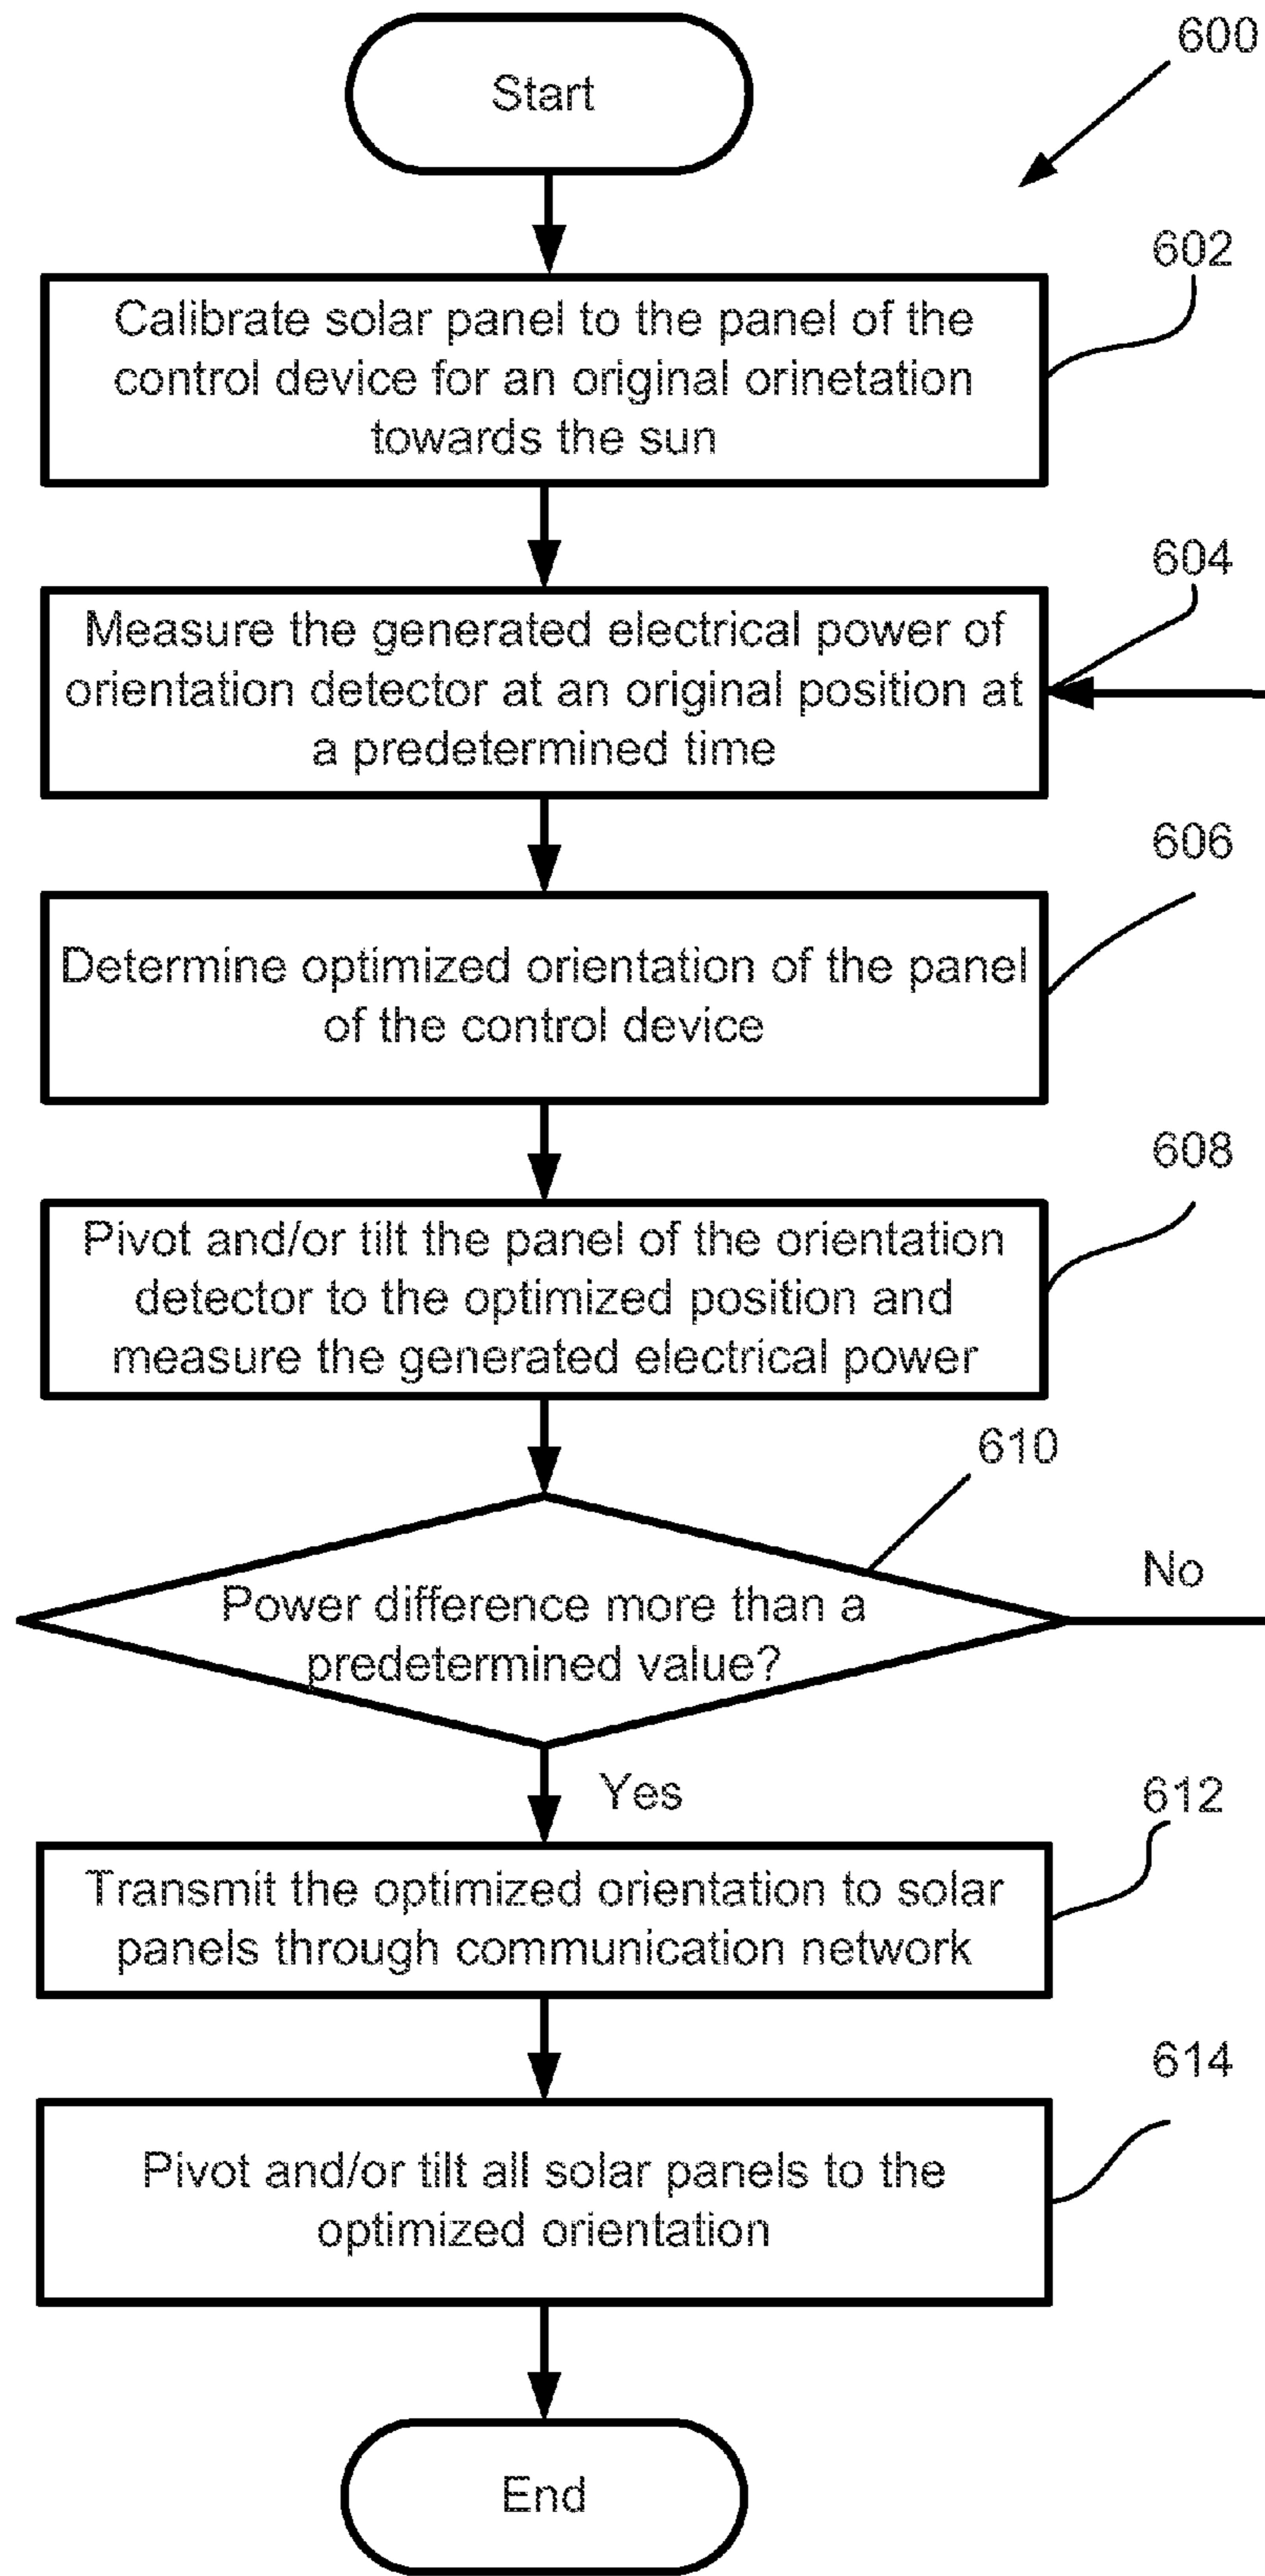 Start
600
602
Calibrate solar panel to the panel of the
control device for an original orinetation
towards the sun
604
Measure the generated electrical power of
orientation detector at an original position at
a predetermined time
606
Determine optimized orientation of the panel
of the control device
608
Pivot and/or tilt the panel of the orientation
detector to the optimized position and
measure the generated electrical power
610
Power difference more than a
predetermined value?
No
Yes
612
Transmit the optimized orientation to solar
panels through communication network
614
Pivot and/or tilt all solar panels to the
optimized orientation
End